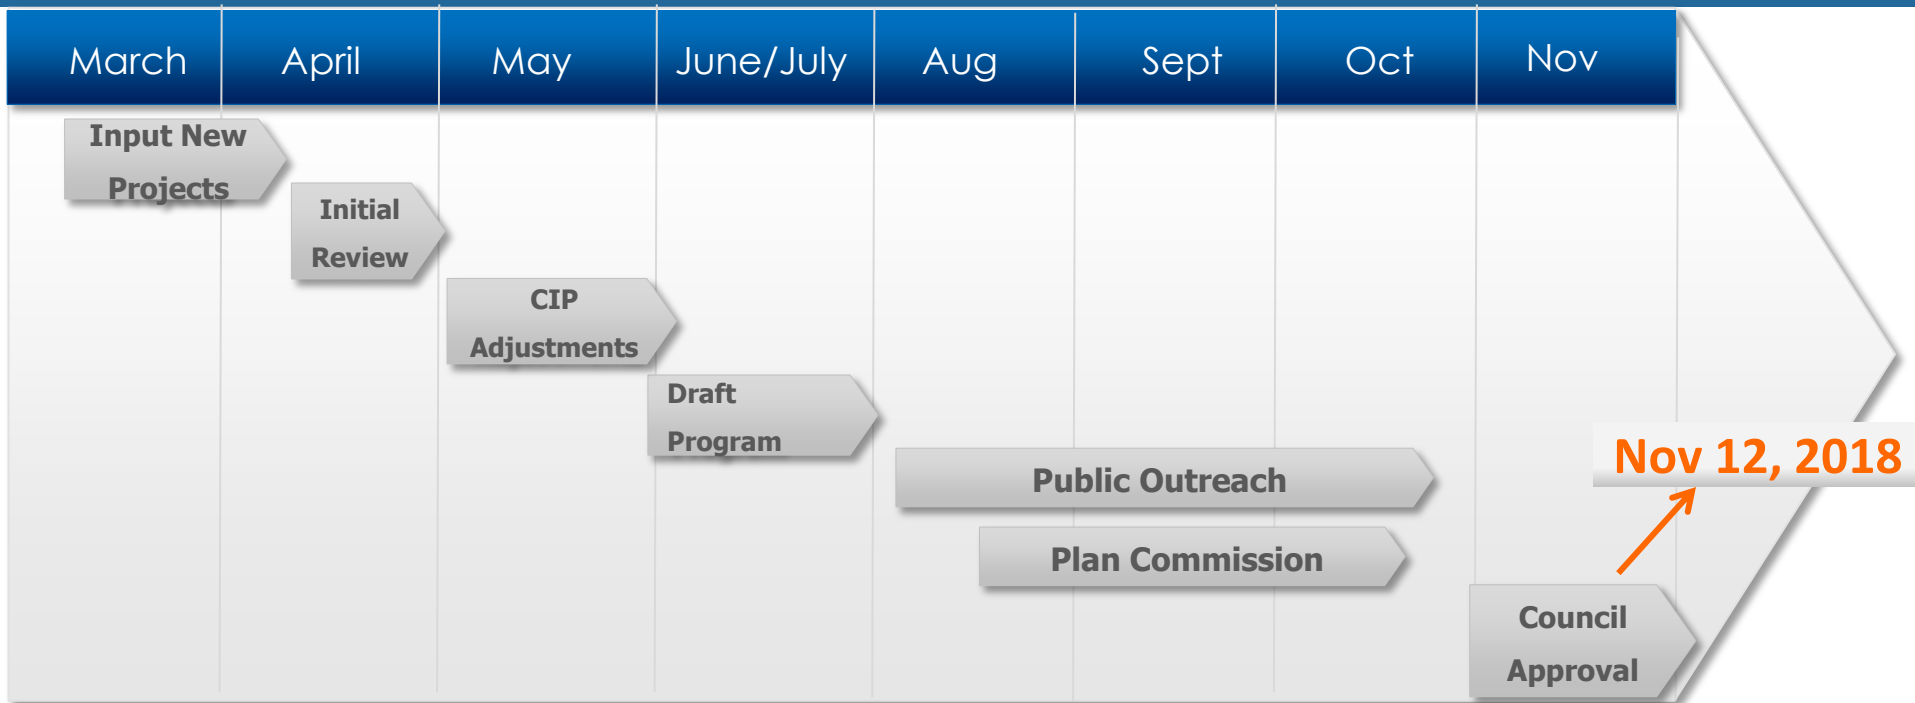 March April May June/July Aug Sept Oct Nov
Input New
Projects
Initial
Review
CIP
Adjustments
Draft
Program
Public Outreach
Nov 12, 2018
Plan Commission
Council
Approval